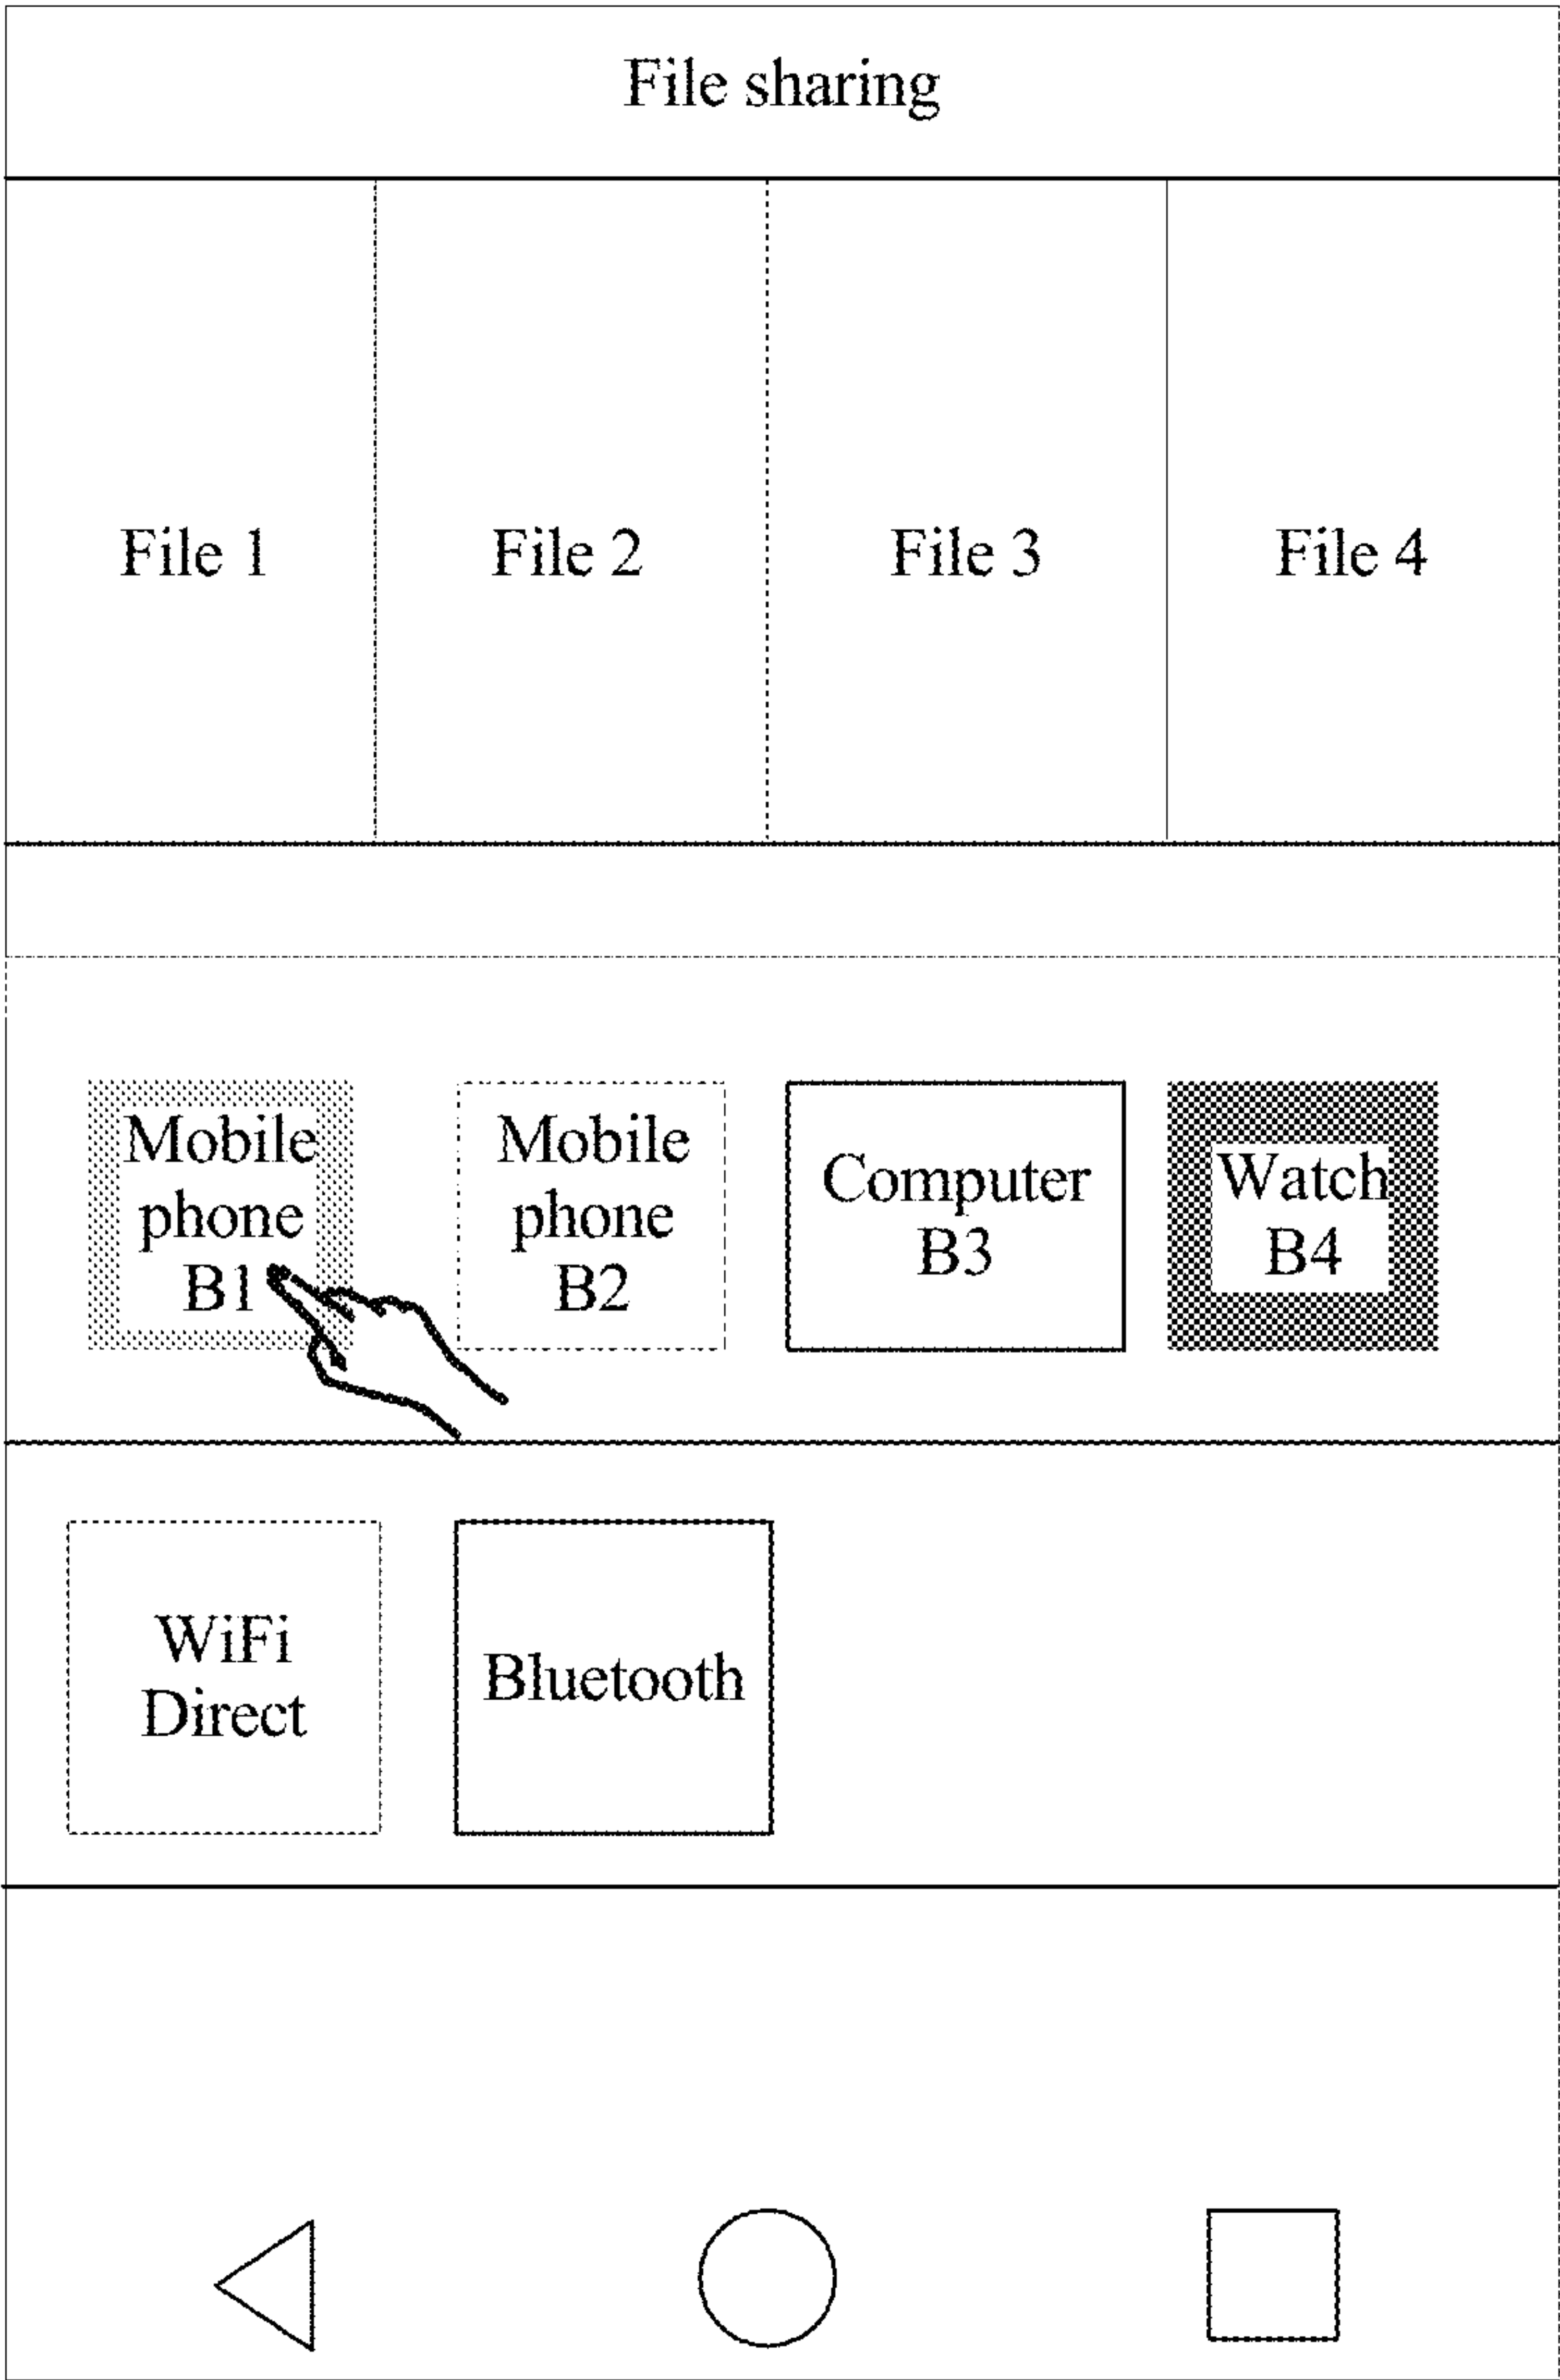 File sharing
File 1
File 2
File 3
File 4
Mobile
phone
B1
Mobile
phone
B2
Computer
B3
Watch
B4
WiFi
Direct
Bluetooth